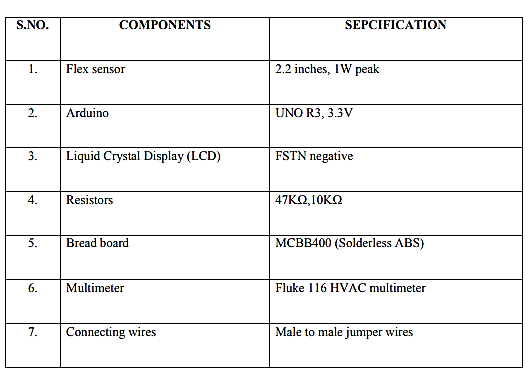 S.NO. COMPONENTS SEPCIFICATION
1. Flex sensor 2.2 inches, 1W peak
2. Arduino UNO R3, 3.3V
3. Liquid Crystal Display (LCD) FSTN negative
4. Resistors 47KΩ,10KΩ
5. Bread board MCBB400 (Solderless ABS)
6. Multimeter Fluke 116 HVAC multimeter
7. Connecting wires Male to male jumper wires